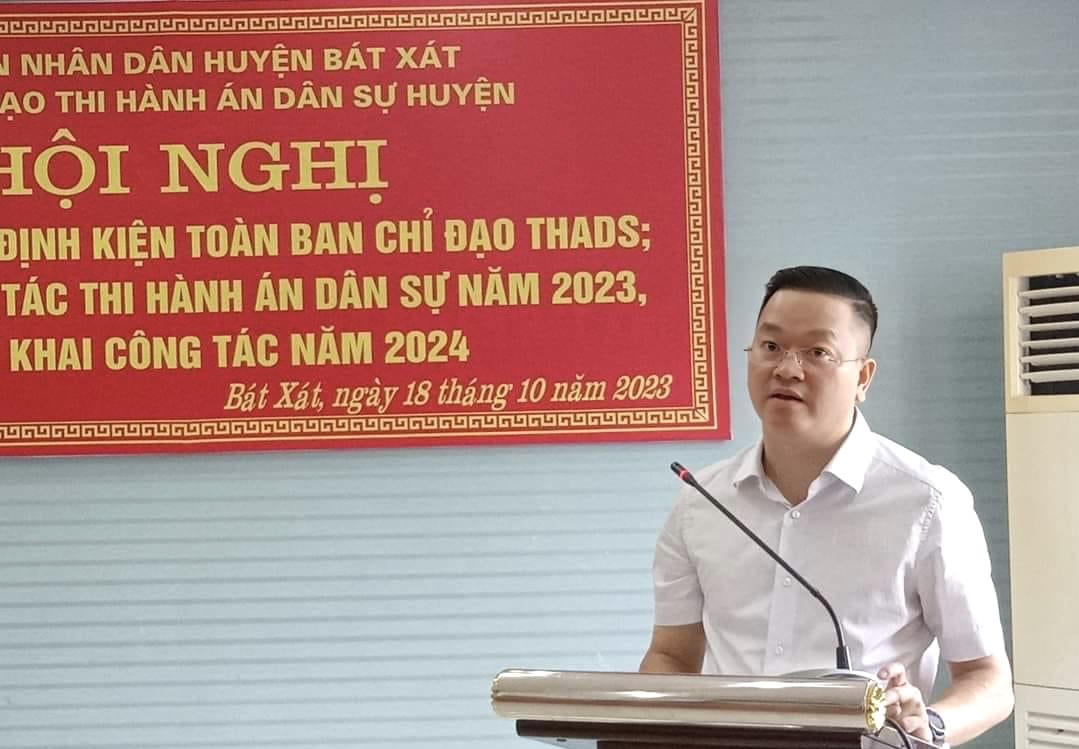 N NHÂN DÂN HUYỆN BÁT XÁT
ĐẠO THI HÀNH ÁN DÂN SỰ HUYỆN
HỘI NGHỊ
ĐỊNH KIỆN TOÀN BAN CHỈ ĐẠO THADS;
TÁC THI HÀNH ÁN DÂN SỰ NĂM 2023,
KHAI CÔNG TÁC NĂM 2024
Bát Xát, ngày 18 tháng 10 năm 2023